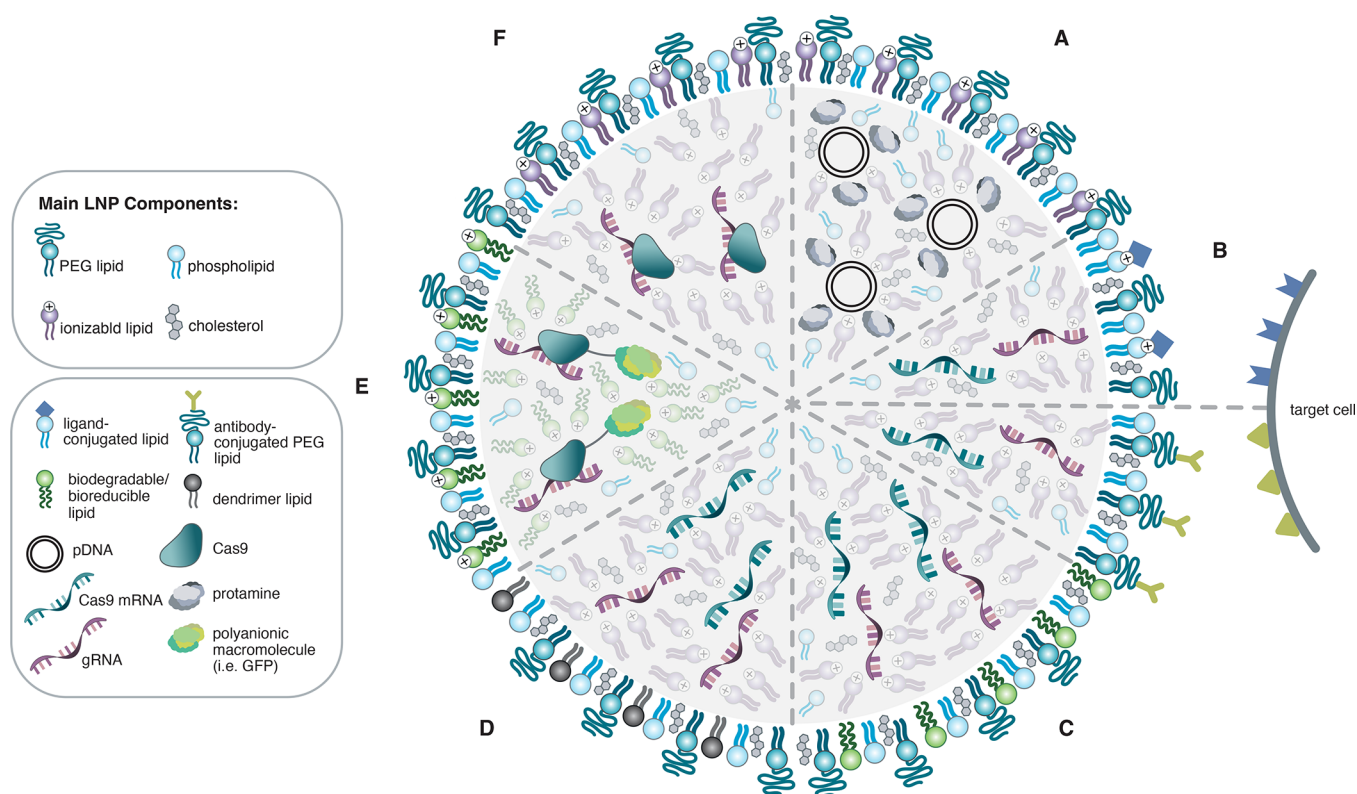 F
A
Main LNP Components:
PEG lipid
phospholipid
ionizabld lipid
cholesterol
B
E
target cell
ligand-
conjugated lipid
antibody-
conjugated PEG
lipid
biodegradable/
bioreducible
lipid
dendrimer lipid
pDNA
Cas9
Cas9 mRNA
protamine
gRNA
polyanionic
macromolecule
(i.e. GFP)
D
C